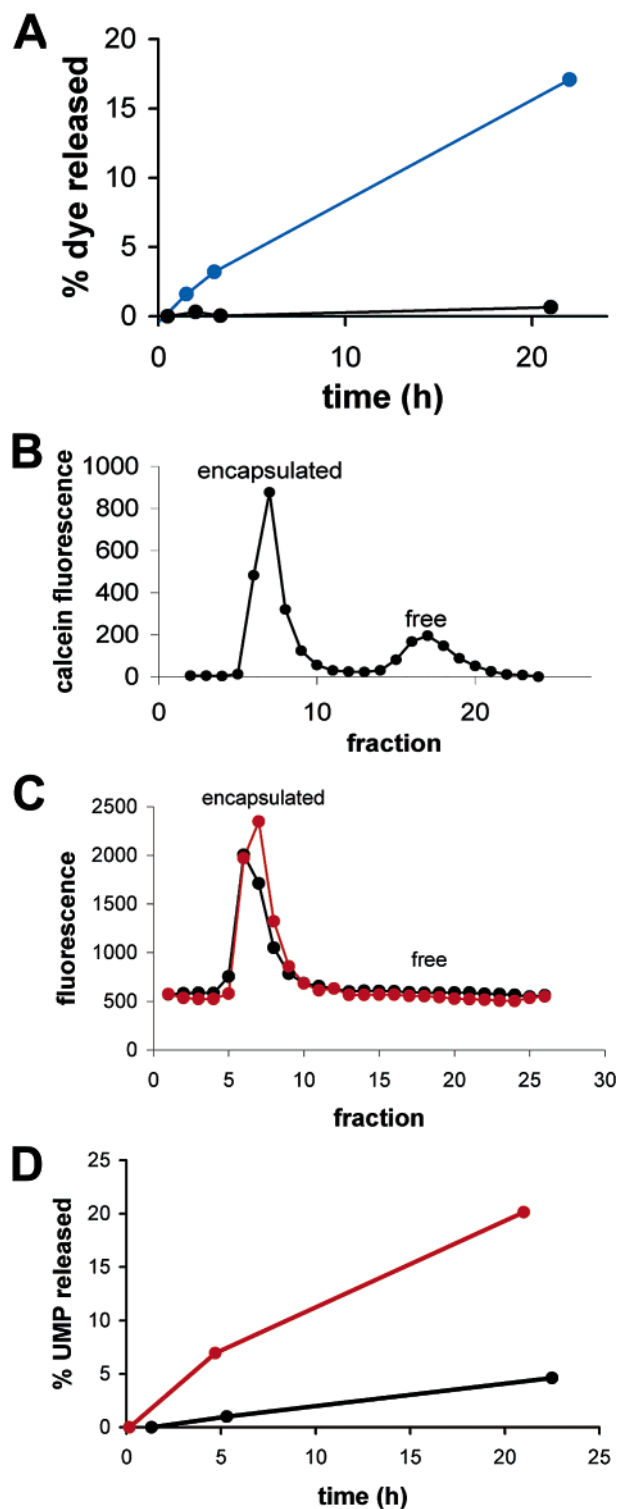 A
% dye released
20
15
10
5
0
0 10 20
time (h)
B
calcein fluorescence
1000
800
600
400
200
0
encapsulated
free
0 10 20
fraction
C
fluorescence
2500
2000
1500
1000
500
0
encapsulated
free
0 5 10 15 20 25 30
fraction
D
% UMP released
25
20
15
10
5
0
0 5 10 15 20 25
time (h)